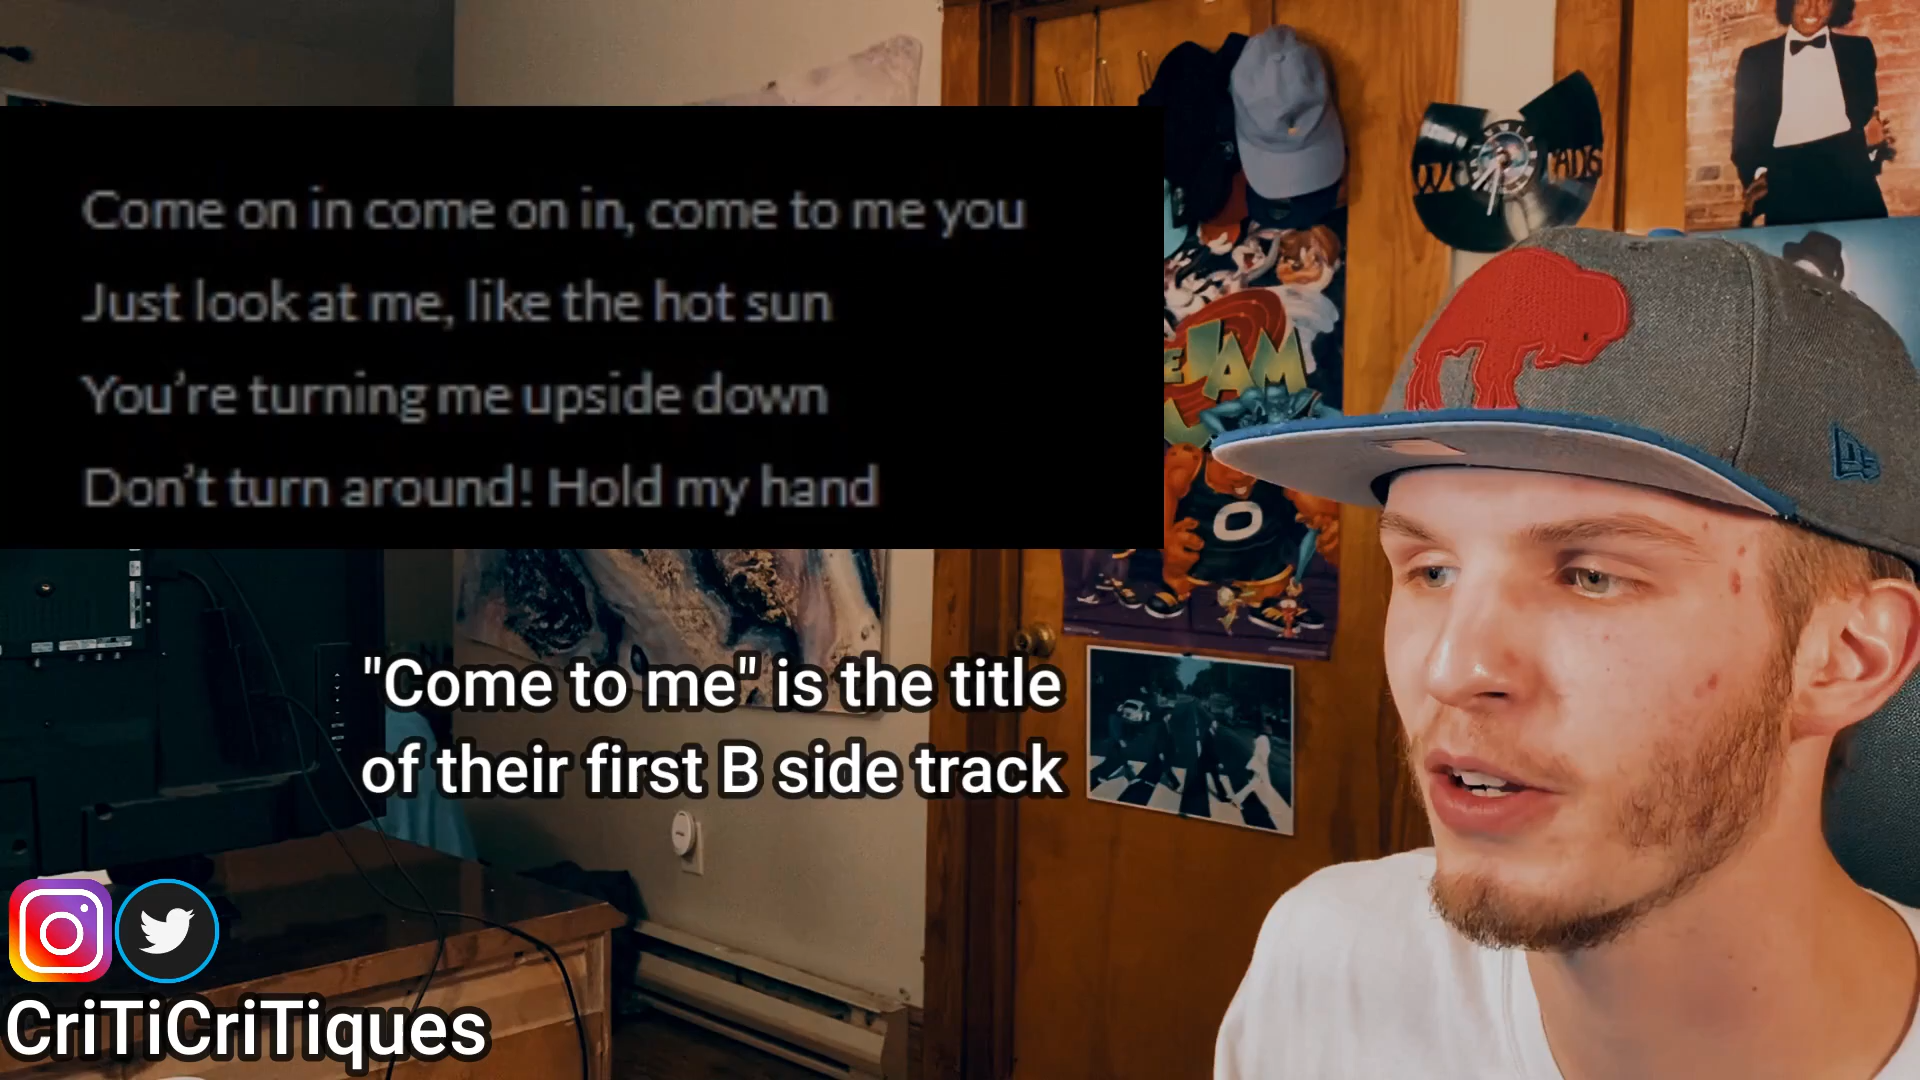 Come on in come on in, come to me you
Just look at me, like the hot sun
You're turning me upside down
Don't turn around! Hold my hand
"Come to me" is the title
of their first B side track
CriTiCriTiques
JAM
0